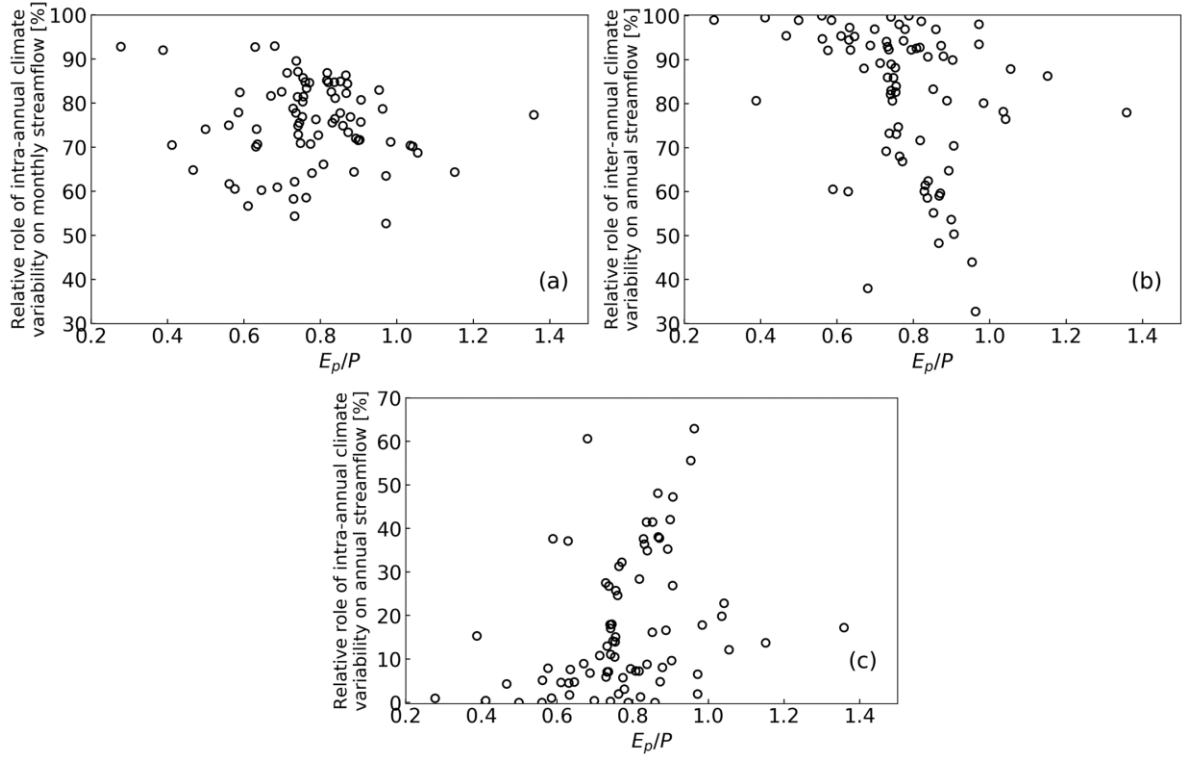 Relative role of intra-annual climate
variability on monthly streamflow [%]
100
90
80
70
60
50
40
30
(a)
0.2 0.4 0.6 0.8 1.0 1.2 1.4
E_p/P
Relative role of inter-annual climate
variability on annual streamflow [%]
100
90
80
70
60
50
40
30
(b)
0.2 0.4 0.6 0.8 1.0 1.2 1.4
E_p/P
Relative role of intra-annual climate
variability on annual streamflow [%]
70
60
50
40
30
20
10
0
(c)
0.2 0.4 0.6 0.8 1.0 1.2 1.4
E_p/P